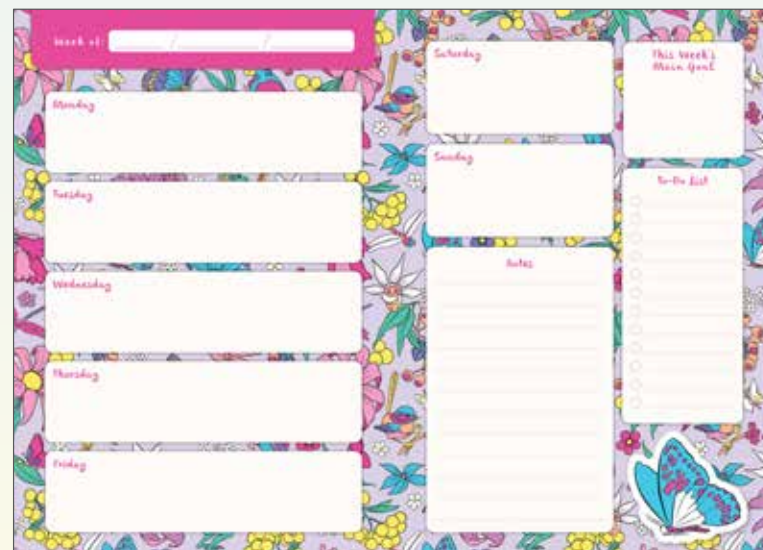 Week of: / /
Monday
Tuesday
Wednesday
Thursday
Friday
Saturday
Sunday
Notes
This Week's
Main Goal
To-Do List